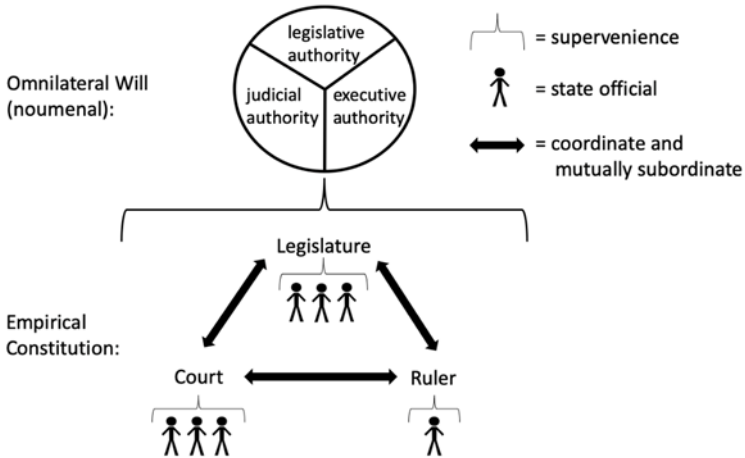 legislative
authority
judicial
authority
executive
authority
Omnilateral Will
(noumenal):
= supervenience
= state official
= coordinate and
mutually subordinate
Legislature
Empirical
Constitution:
Court
Ruler